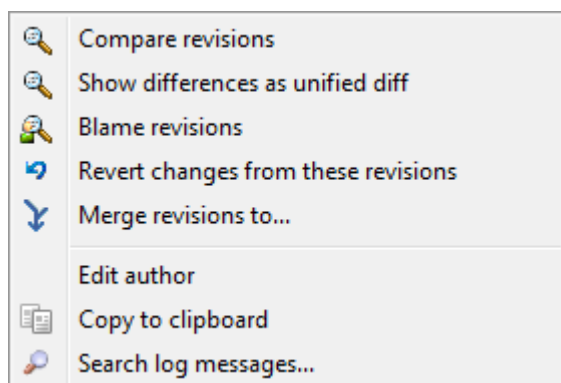 Compare revisions
Show differences as unified diff
Blame revisions
Revert changes from these revisions
Merge revisions to...
Edit author
Copy to clipboard
Search log messages...